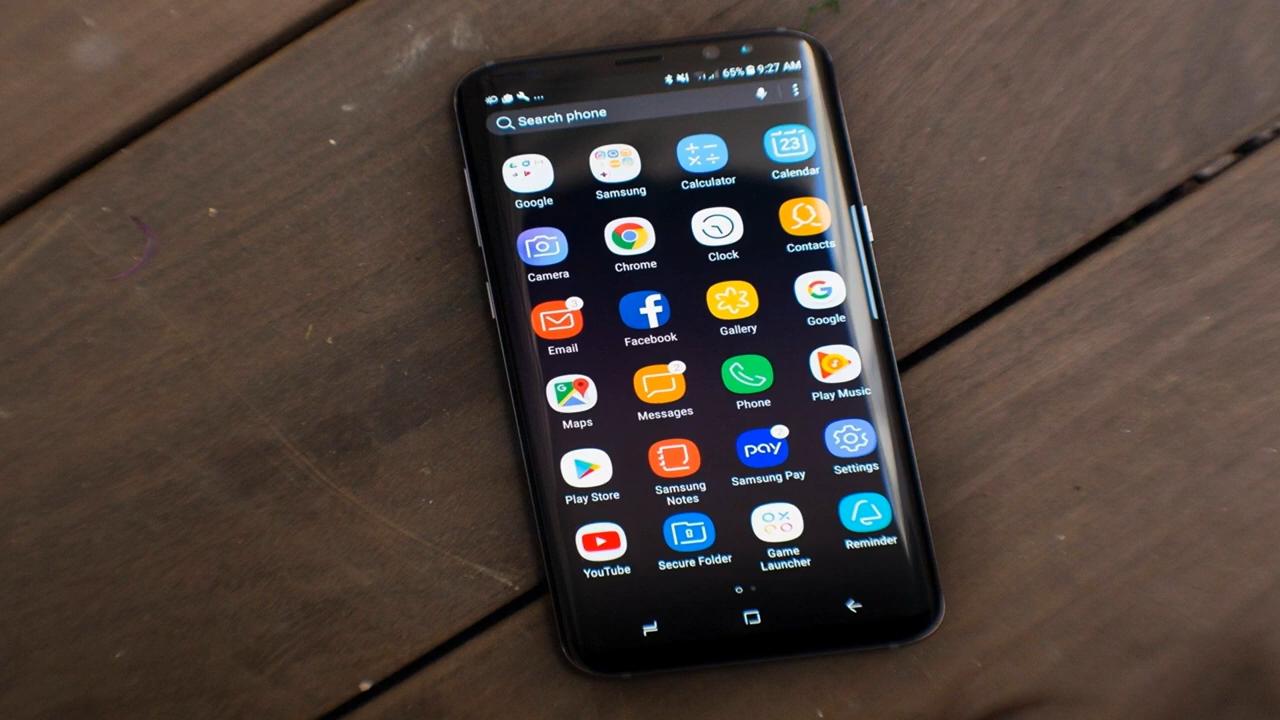 65% 9:27 AM
Search phone
Google Samsung Calculator 23 Calendar
Camera Chrome Clock Contacts
Email Facebook Gallery Google
Maps Messages Phone Play Music
Play Store Samsung Notes pay Samsung Pay Settings
YouTube Secure Folder Game Launcher Reminder